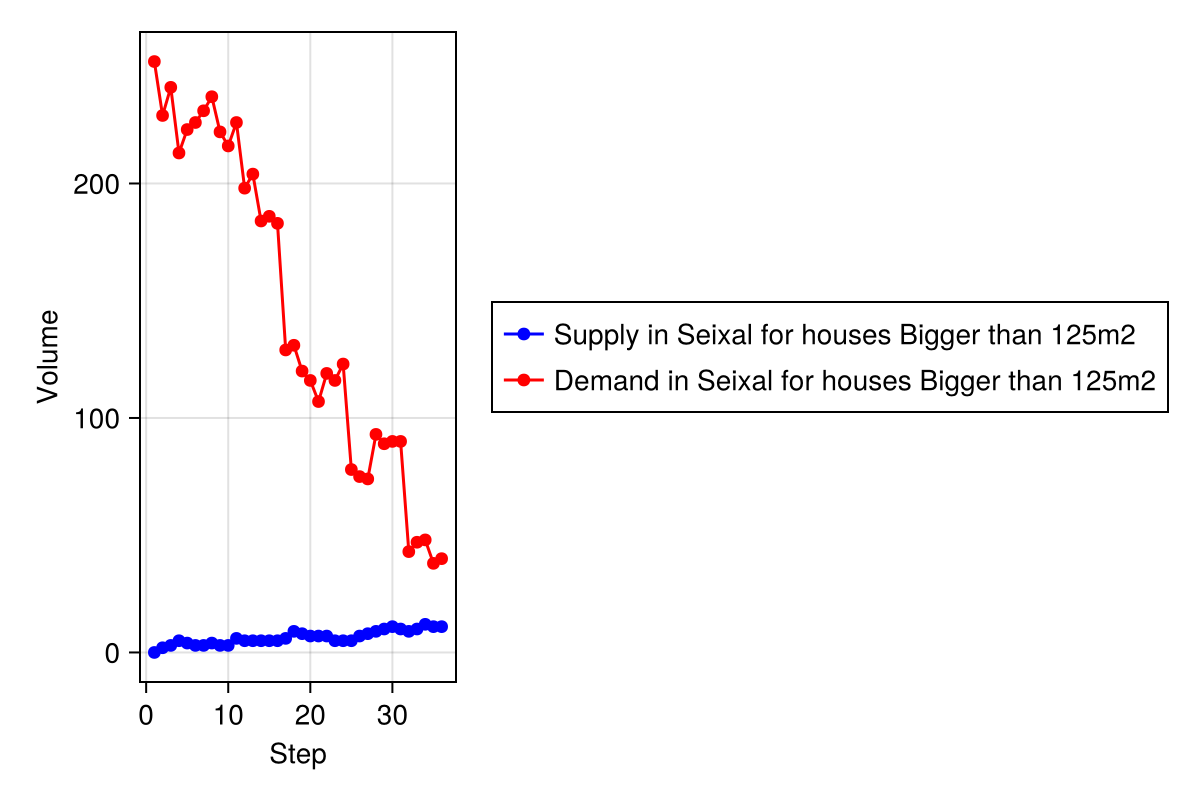 200
100
0
Volume
0 10 20 30
Step
Supply in Seixal for houses Bigger than 125m2
Demand in Seixal for houses Bigger than 125m2